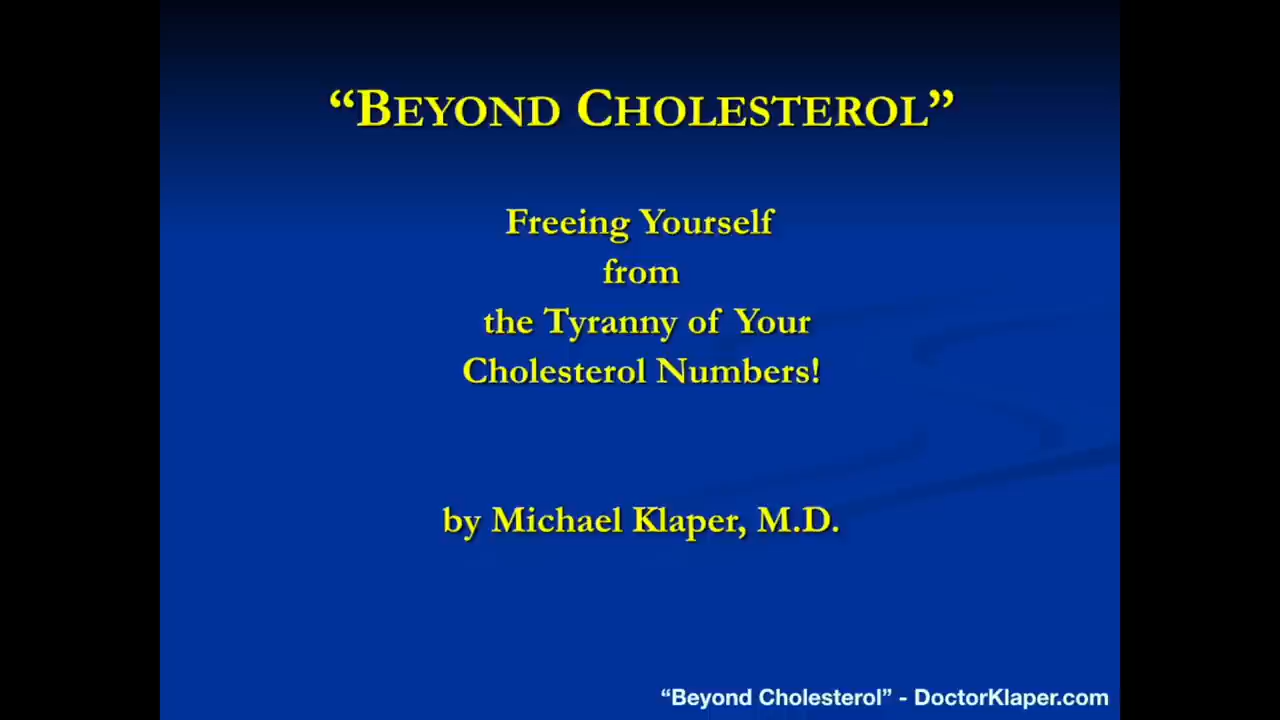 “BEYOND CHOLESTEROL”
Freeing Yourself
from
the Tyranny of Your
Cholesterol Numbers!
by Michael Klaper, M.D.
“Beyond Cholesterol” - DoctorKlaper.com